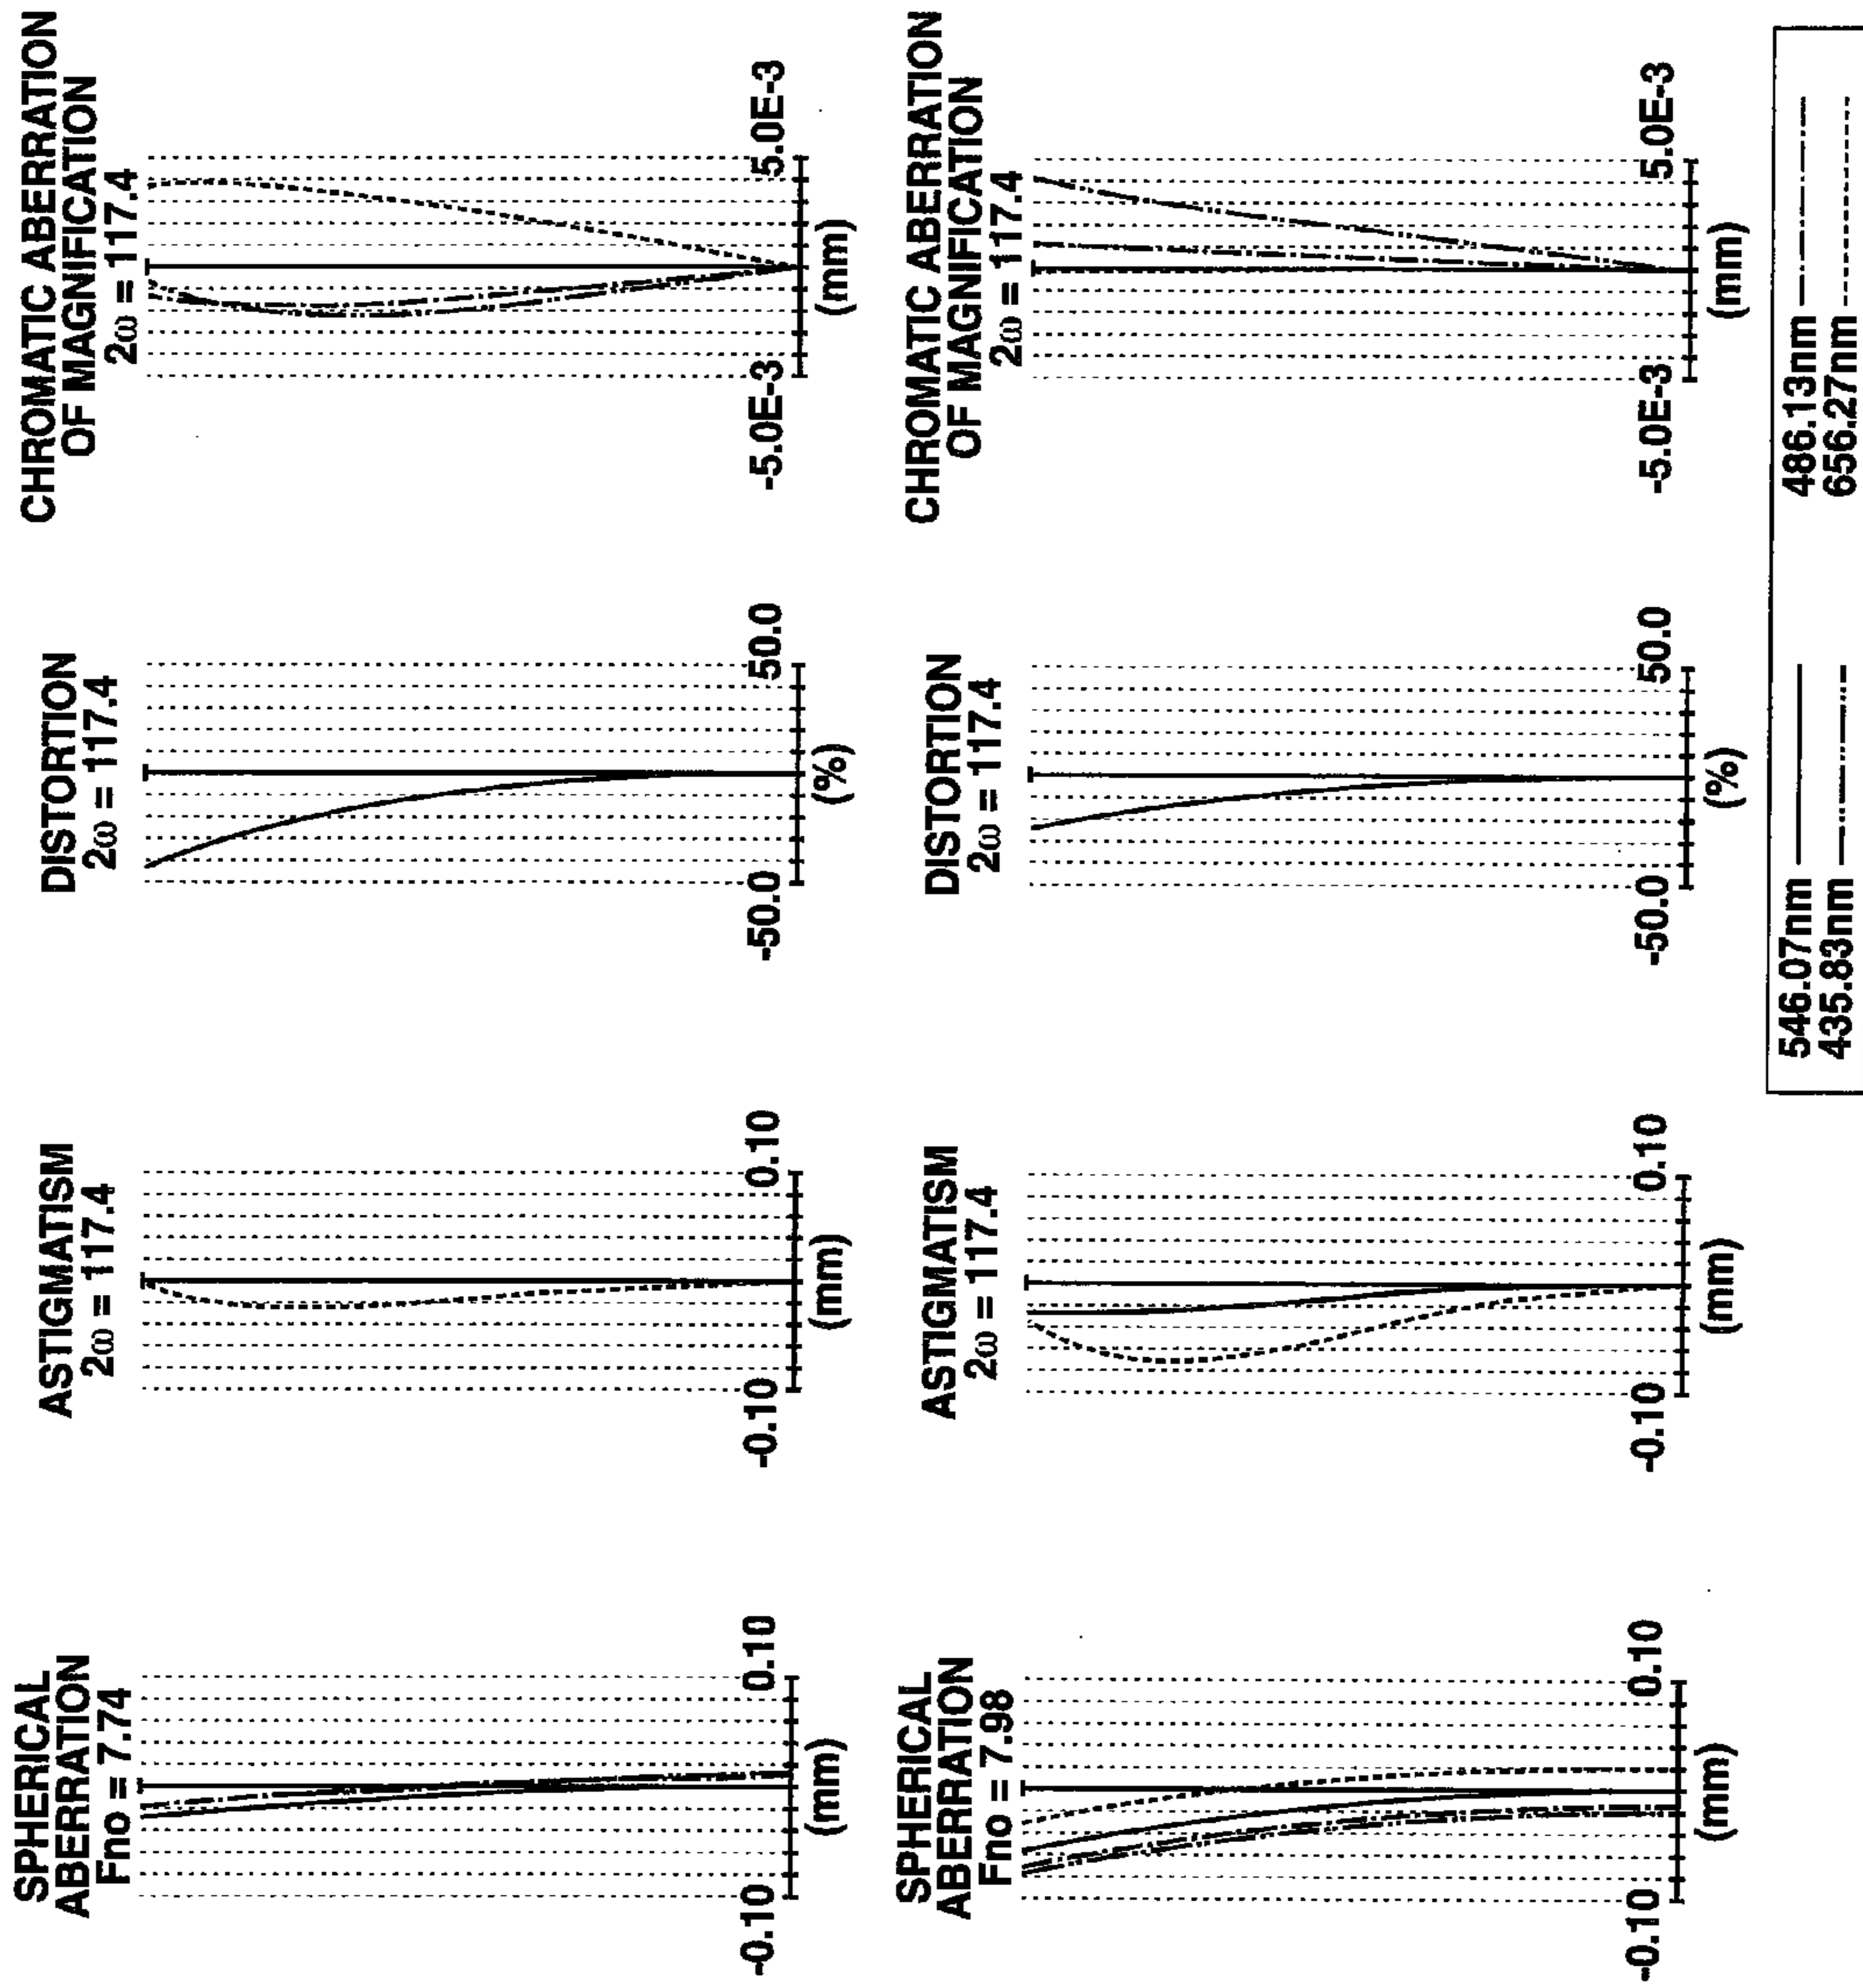 SPHERICAL
ABERRATION
Fno = 7.74
-0.10
0.10
(mm)
ASTIGMATISM
2ω = 117.4
-0.10
0.10
(mm)
DISTORTION
2ω = 117.4
-50.0
50.0
(%)
CHROMATIC ABERRATION
OF MAGNIFICATION
2ω = 117.4
-5.0E-3
5.0E-3
(mm)
SPHERICAL
ABERRATION
Fno = 7.98
-0.10
0.10
(mm)
ASTIGMATISM
2ω = 117.4
-0.10
0.10
(mm)
DISTORTION
2ω = 117.4
-50.0
50.0
(%)
CHROMATIC ABERRATION
OF MAGNIFICATION
2ω = 117.4
-5.0E-3
5.0E-3
(mm)
546.07nm
486.13nm
435.83nm
656.27nm